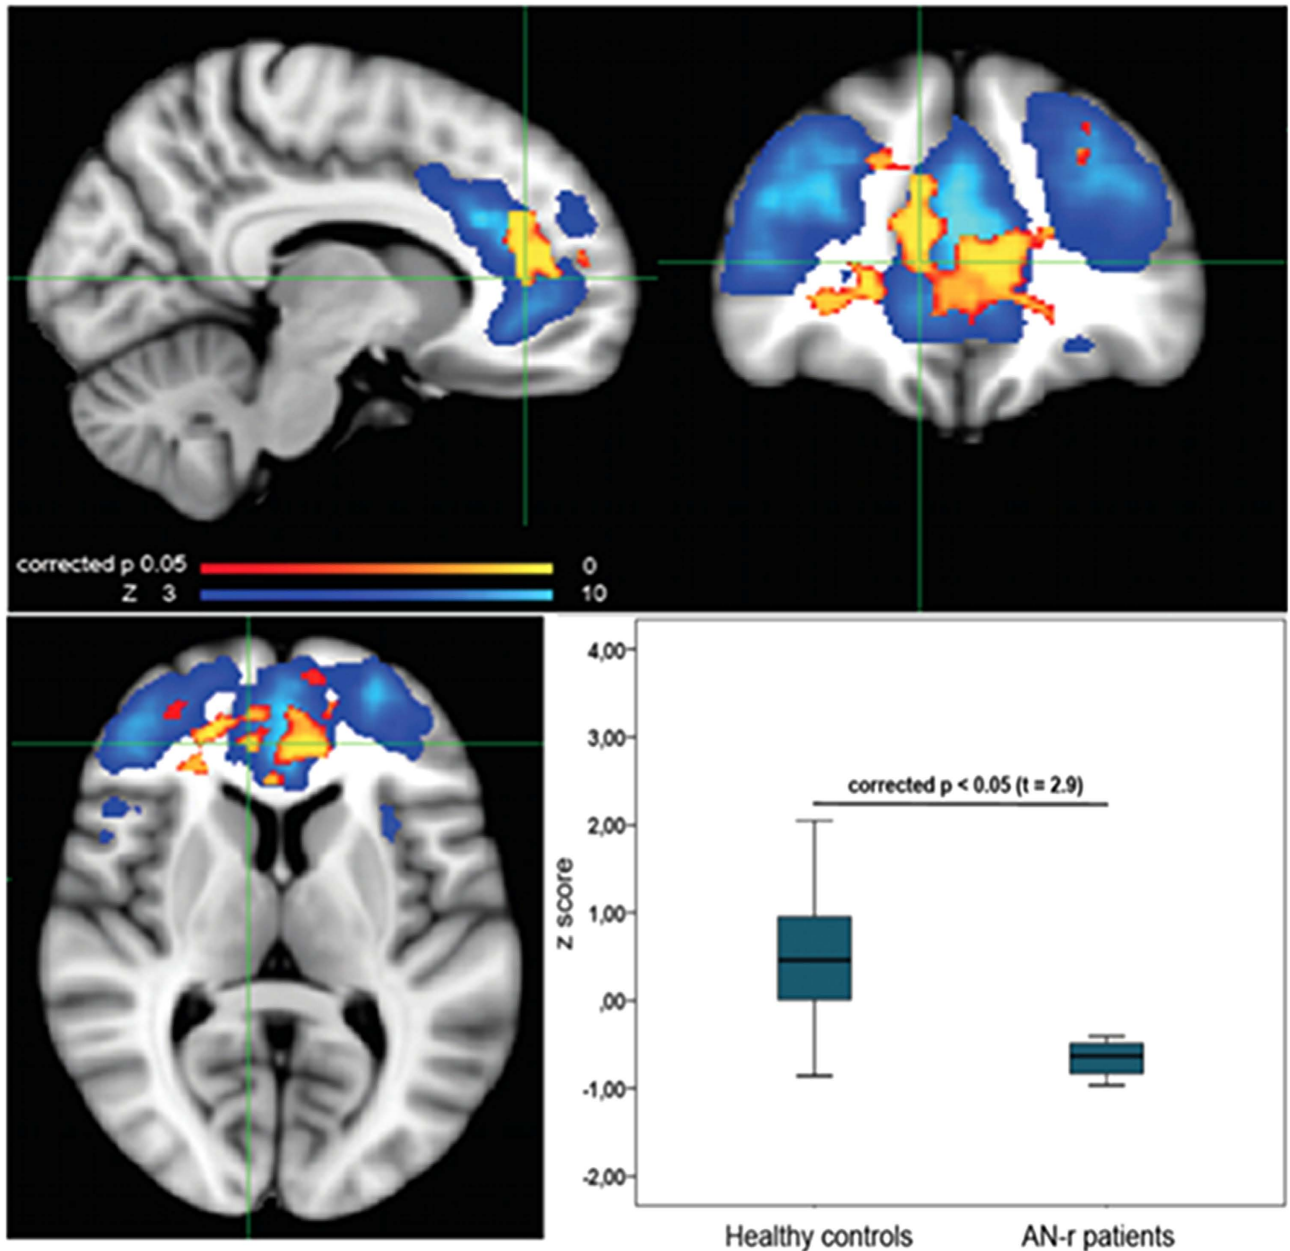 corrected p 0.05 0
Z 3 10
corrected p < 0.05 (t = 2.9)
4,00
3,00
2,00
1,00
,00
-1,00
-2,00
z score
Healthy controls AN-r patients